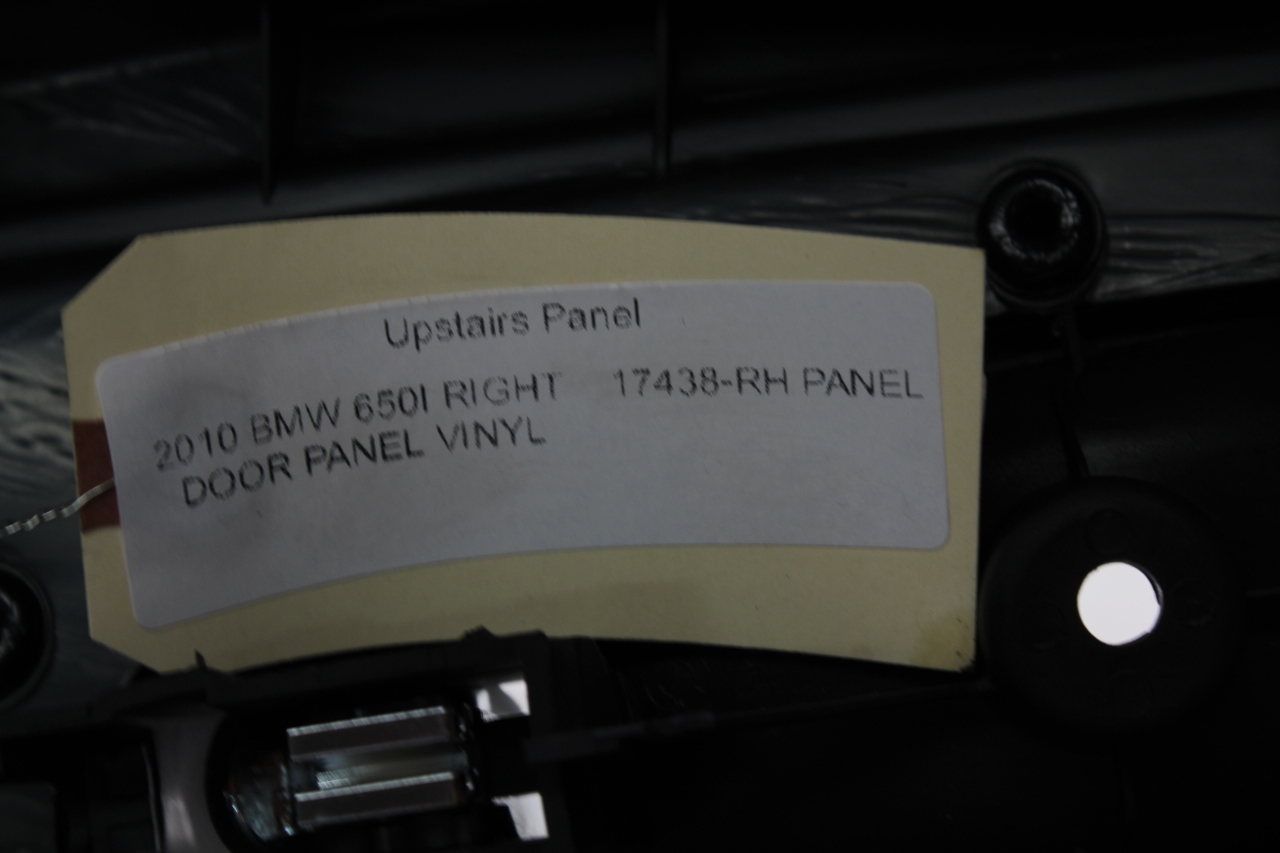 Upstairs Panel
2010 BMW 650I RIGHT 17438-RH PANEL
DOOR PANEL VINYL